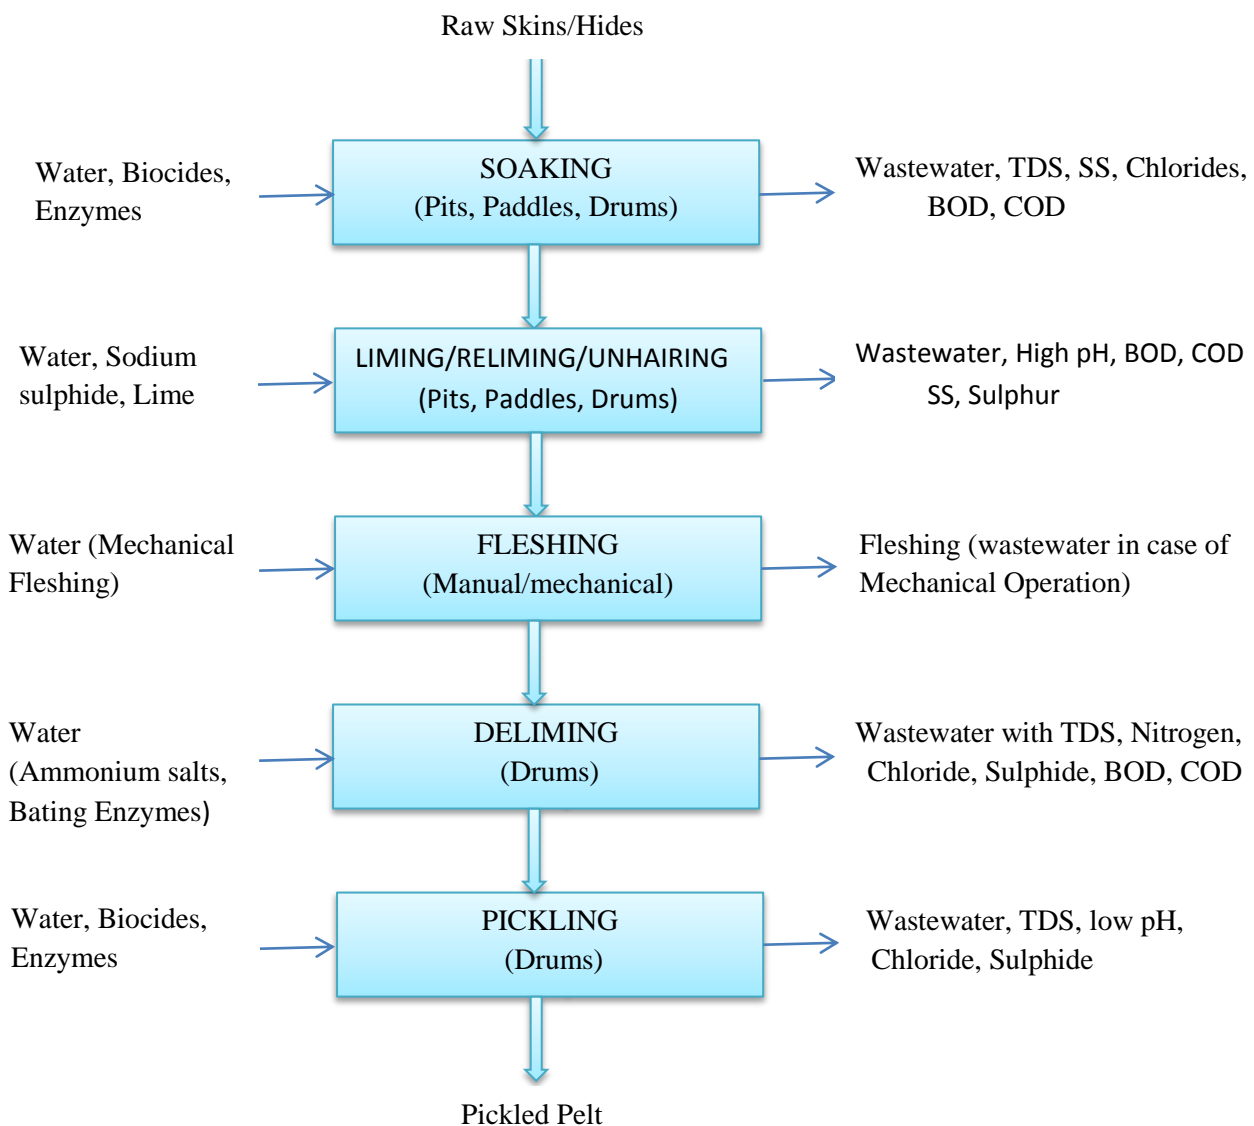 Raw Skins/Hides
Water, Biocides,
Enzymes
SOAKING
(Pits, Paddles, Drums)
Wastewater, TDS, SS, Chlorides,
BOD, COD
Water, Sodium
sulphide, Lime
LIMING/RELIMING/UNHAIRING
(Pits, Paddles, Drums)
Wastewater, High pH, BOD, COD
SS, Sulphur
Water (Mechanical
Fleshing)
FLESHING
(Manual/mechanical)
Fleshing (wastewater in case of
Mechanical Operation)
Water
(Ammonium salts,
Bating Enzymes)
DELIMING
(Drums)
Wastewater with TDS, Nitrogen,
Chloride, Sulphide, BOD, COD
Water, Biocides,
Enzymes
PICKLING
(Drums)
Wastewater, TDS, low pH,
Chloride, Sulphide
Pickled Pelt